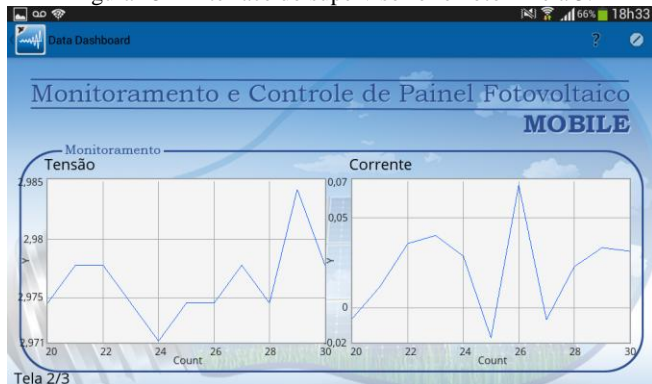 66% 18h33
Data Dashboard
?
Monitoramento e Controle de Painel Fotovoltaico
MOBILE
Monitoramento
Tensão
Corrente
2,985
2,98
2,975
2,971
Y
20 22 24 26 28 30
Count
0,07
0,05
0
-0,02
Y
20 22 24 26 28 30
Count
Tela 2/3